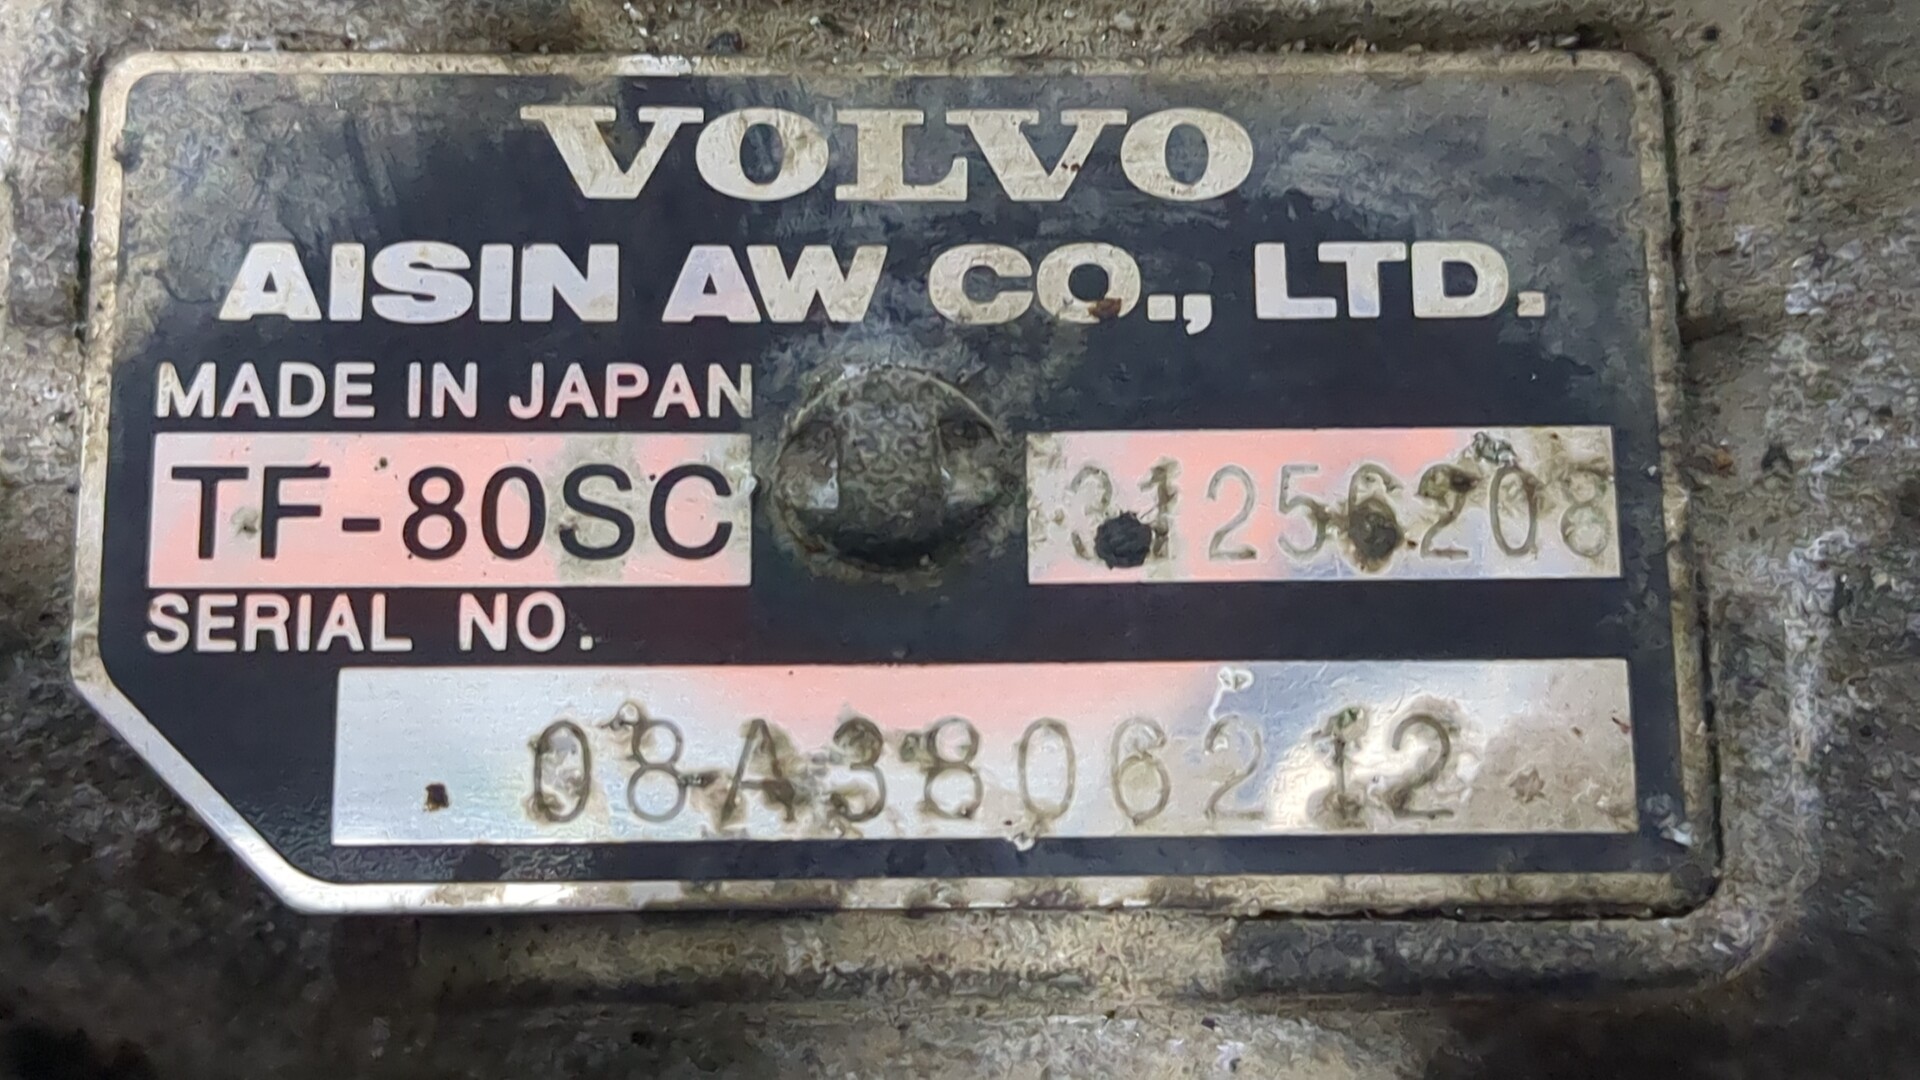 VOLVO
AISIN AW CO., LTD.
MADE IN JAPAN
TF-80SC 31256208
SERIAL NO.
08A3806212